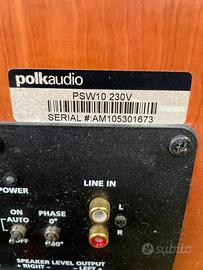 polkaudio
PSW10 230V
SERIAL #:AM105301673
POWER
LINE IN
ON
AUTO
OFF
PHASE
0°
180°
L
R
SPEAKER LEVEL OUTPUT
+ RIGHT -
- LEFT +
subito